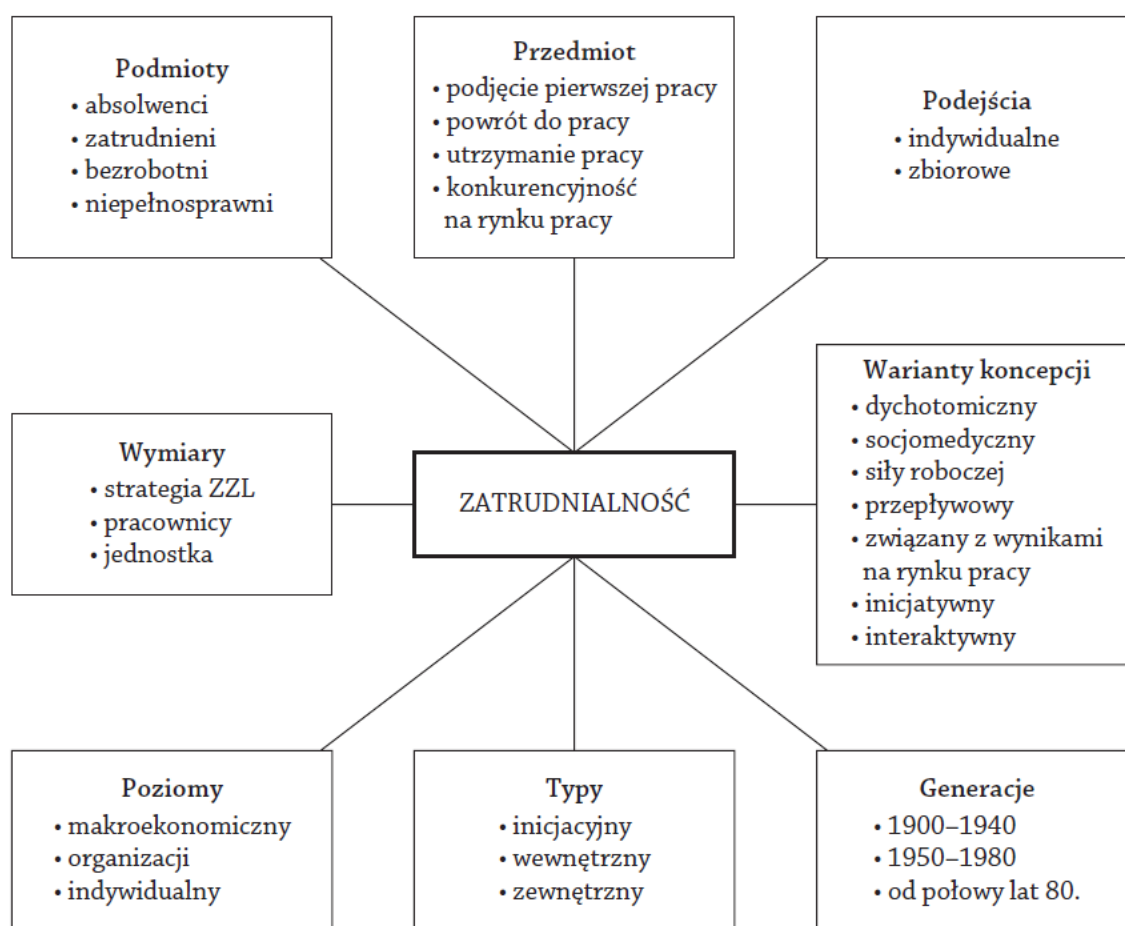 Podmioty
• absolwenci
• zatrudnieni
• bezrobotni
• niepełnosprawni
Przedmiot
• podjęcie pierwszej pracy
• powrót do pracy
• utrzymanie pracy
• konkurencyjność
na rynku pracy
Podejścia
• indywidualne
• zbiorowe
Wymiary
• strategia ZZL
• pracownicy
• jednostka
ZATRUDNIALNOŚĆ
Warianty koncepcji
• dychotomiczny
• socjomedyczny
• siły roboczej
• przepływowy
• związany z wynikami
na rynku pracy
• inicjatywny
• interaktywny
Poziomy
• makroekonomiczny
• organizacji
• indywidualny
Typy
• inicjacyjny
• wewnętrzny
• zewnętrzny
Generacje
• 1900–1940
• 1950–1980
• od połowy lat 80.